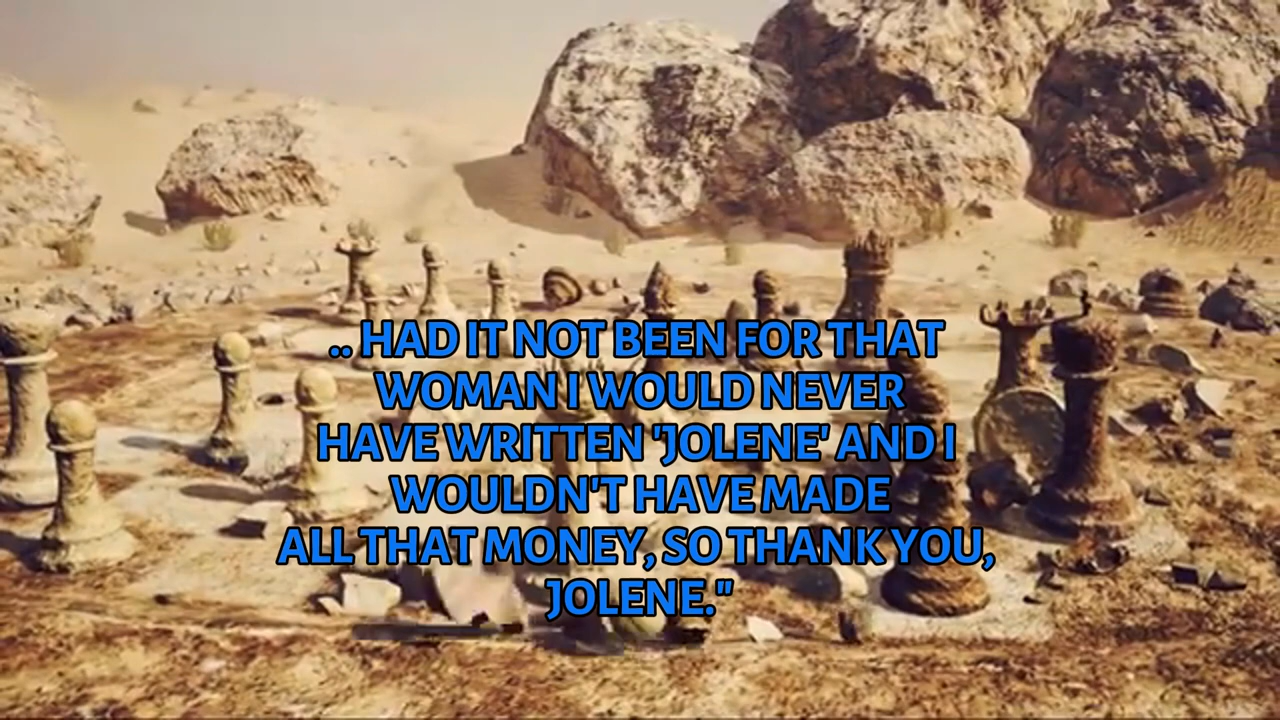 .. HAD IT NOT BEEN FOR THAT
WOMAN I WOULD NEVER
HAVE WRITTEN 'JOLENE' AND I
WOULDN'T HAVE MADE
ALL THAT MONEY, SO THANK YOU,
JOLENE."